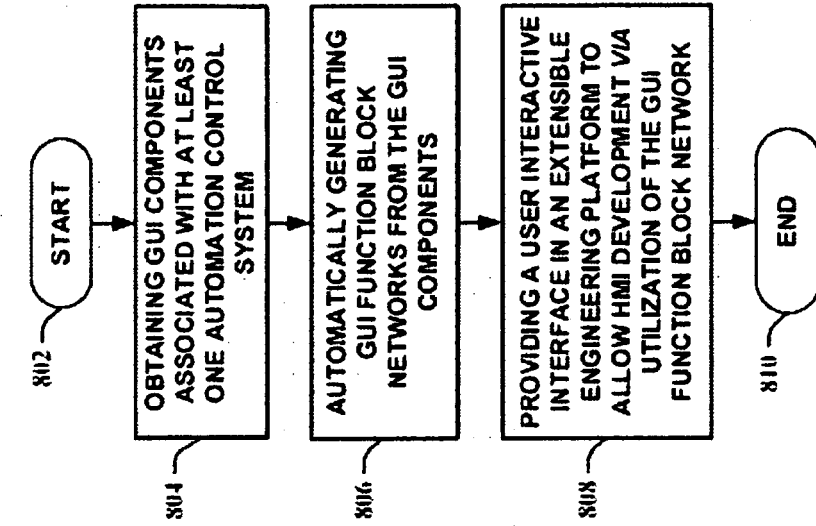 802
START
804
OBTAINING GUI COMPONENTS
ASSOCIATED WITH AT LEAST
ONE AUTOMATION CONTROL
SYSTEM
806
AUTOMATICALLY GENERATING
GUI FUNCTION BLOCK
NETWORKS FROM THE GUI
COMPONENTS
808
PROVIDING A USER INTERACTIVE
INTERFACE IN AN EXTENSIBLE
ENGINEERING PLATFORM TO
ALLOW HMI DEVELOPMENT VIA
UTILIZATION OF THE GUI
FUNCTION BLOCK NETWORK
810
END